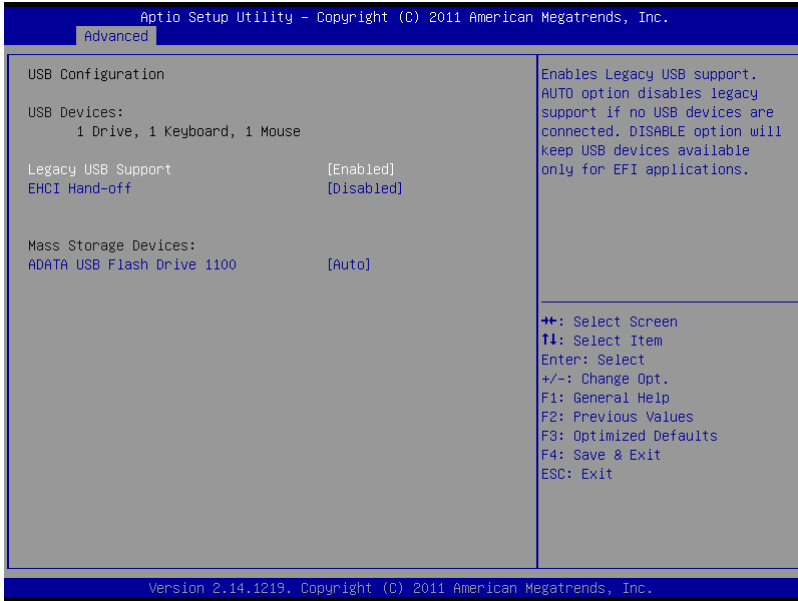 Aptio Setup Utility – Copyright (C) 2011 American Megatrends, Inc.
Advanced
USB Configuration
USB Devices:
1 Drive, 1 Keyboard, 1 Mouse
Legacy USB Support [Enabled]
EHCI Hand-off [Disabled]
Mass Storage Devices:
ADATA USB Flash Drive 1100 [Auto]
Enables Legacy USB support.
AUTO option disables legacy
support if no USB devices are
connected. DISABLE option will
keep USB devices available
only for EFI applications.
→←: Select Screen
↑↓: Select Item
Enter: Select
+/-: Change Opt.
F1: General Help
F2: Previous Values
F3: Optimized Defaults
F4: Save & Exit
ESC: Exit
Version 2.14.1219. Copyright (C) 2011 American Megatrends, Inc.